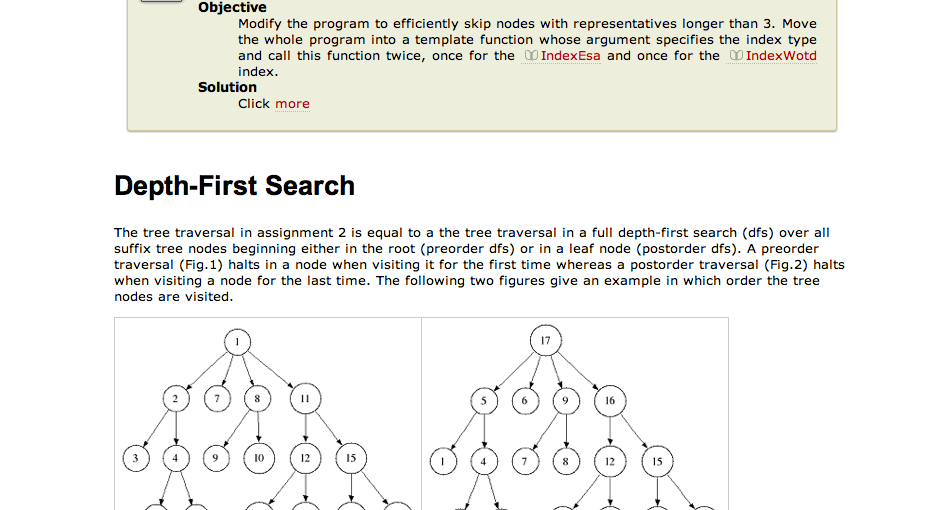 Objective
Modify the program to efficiently skip nodes with representatives longer than 3. Move
the whole program into a template function whose argument specifies the index type
and call this function twice, once for the IndexEsa and once for the IndexWotd
index.
Solution
Click more
Depth-First Search
The tree traversal in assignment 2 is equal to a the tree traversal in a full depth-first search (dfs) over all
suffix tree nodes beginning either in the root (preorder dfs) or in a leaf node (postorder dfs). A preorder
traversal (Fig.1) halts in a node when visiting it for the first time whereas a postorder traversal (Fig.2) halts
when visiting a node for the last time. The following two figures give an example in which order the tree
nodes are visited.
1
2 7 8 11
3 4 9 10 12 15
17
5 6 9 16
1 4 7 8 12 15